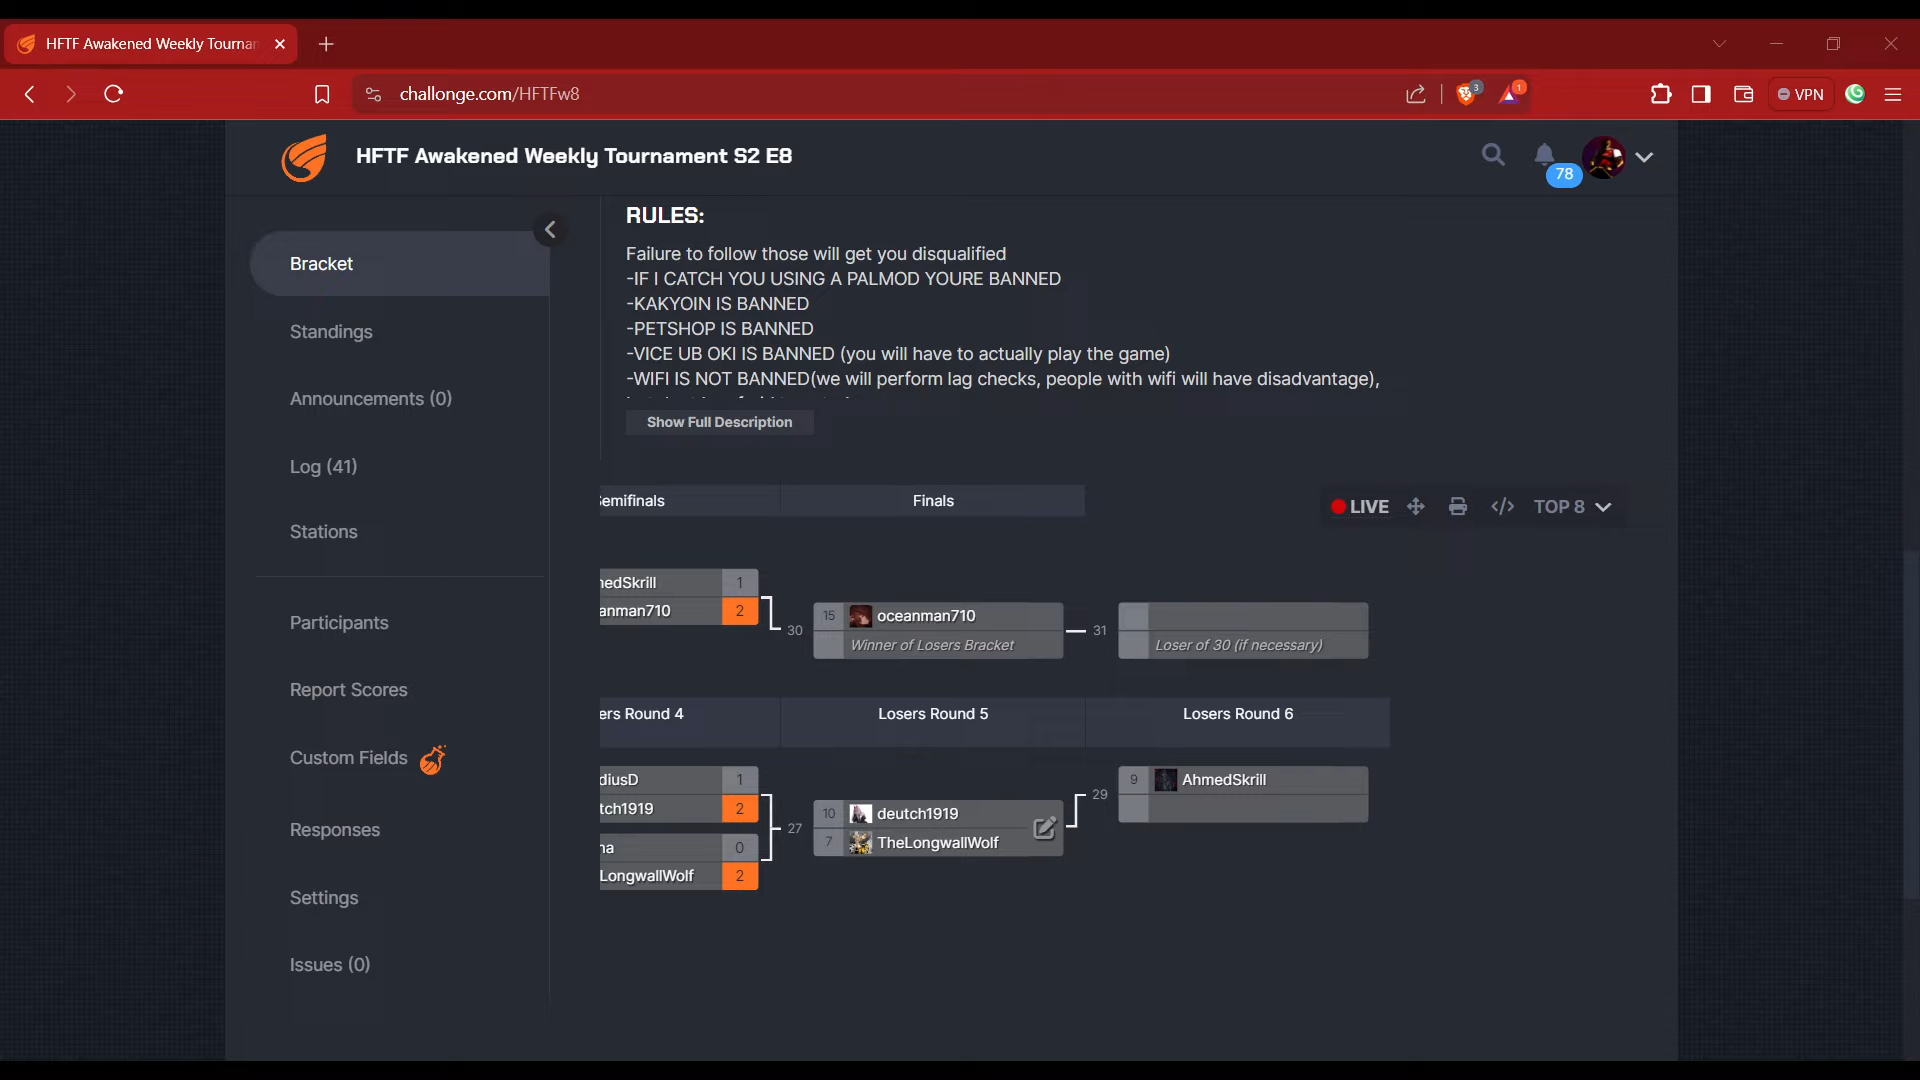 HFTF Awakened Weekly Tournar
challonge.com/HFTFw8
3
1
VPN
HFTF Awakened Weekly Tournament S2 E8
78
RULES:
Failure to follow those will get you disqualified
-IF I CATCH YOU USING A PALMOD YOURE BANNED
-KAKYOIN IS BANNED
-PETSHOP IS BANNED
-VICE UB OKI IS BANNED (you will have to actually play the game)
-WIFI IS NOT BANNED(we will perform lag checks, people with wifi will have disadvantage),
Show Full Description
Bracket
Standings
Announcements (0)
Log (41)
Stations
Participants
Report Scores
Custom Fields
Responses
Settings
Issues (0)
emifinals
Finals
LIVE
</>
TOP 8
nedSkrill 1
anman710 2
30
15 oceanman710
Winner of Losers Bracket
31
Loser of 30 (if necessary)
ers Round 4
Losers Round 5
Losers Round 6
diusD 1
tch1919 2
na 0
LongwallWolf 2
27
10 deutch1919
7 TheLongwallWolf
29
9 AhmedSkrill